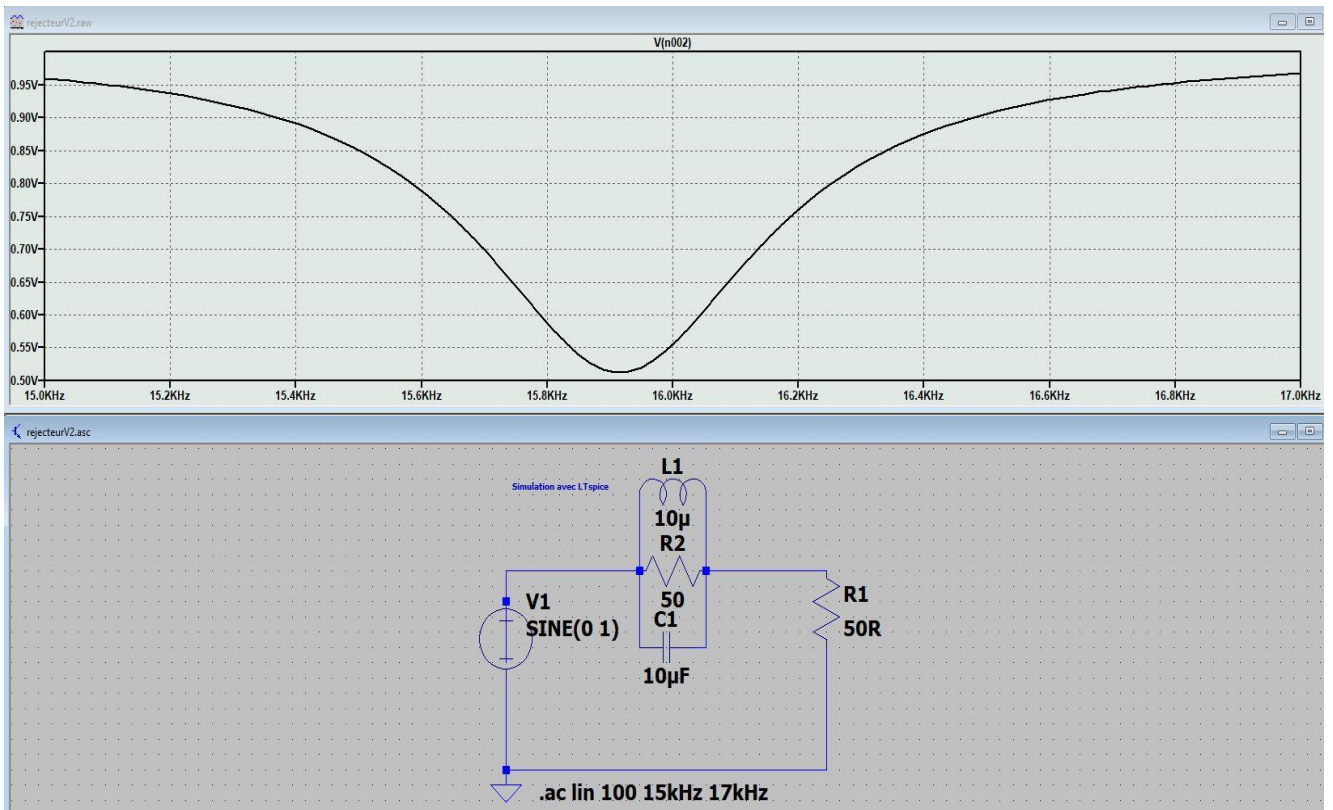 rejecteurV2.raw
V(n002)
0.95V
0.90V
0.85V
0.80V
0.75V
0.70V
0.65V
0.60V
0.55V
0.50V
15.0KHz 15.2KHz 15.4KHz 15.6KHz 15.8KHz 16.0KHz 16.2KHz 16.4KHz 16.6KHz 16.8KHz 17.0KHz
rejecteurV2.asc
Simulation avec LTspice
L1
10µ
R2
50
C1
10µF
V1
SINE(0 1)
R1
50R
.ac lin 100 15kHz 17kHz